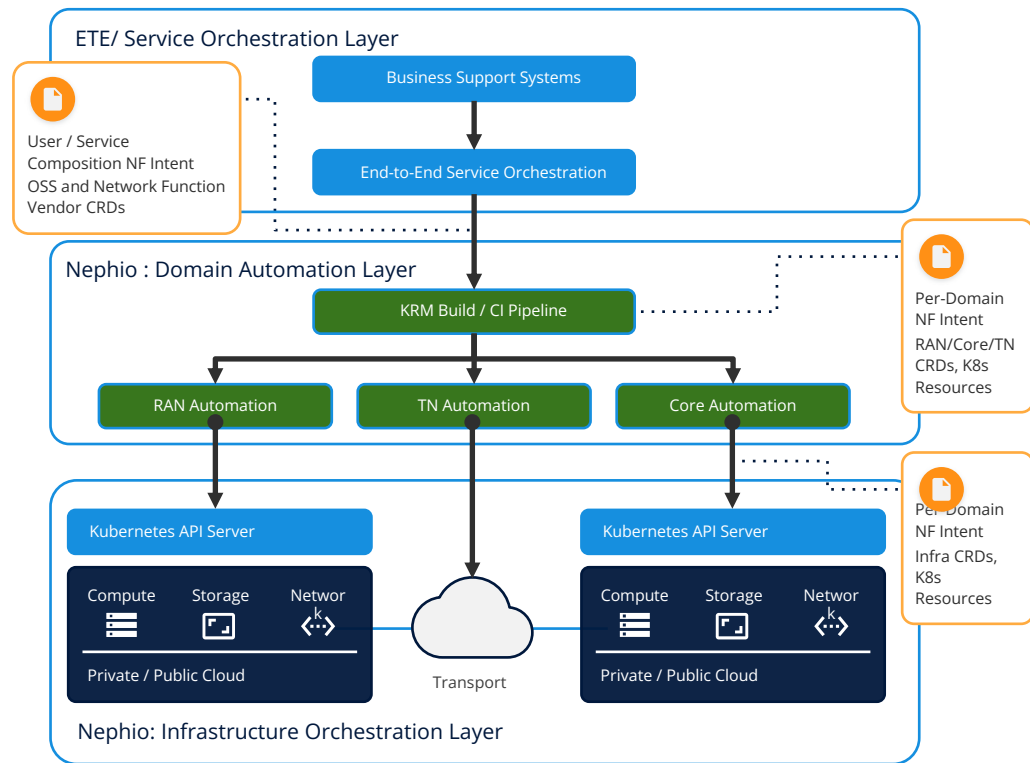 ETE/ Service Orchestration Layer
Business Support Systems
User / Service
Composition NF Intent
OSS and Network Function
Vendor CRDs
End-to-End Service Orchestration
Nephio : Domain Automation Layer
KRM Build / CI Pipeline
Per-Domain
NF Intent
RAN/Core/TN
CRDs, K8s
Resources
RAN Automation
TN Automation
Core Automation
Per-Domain
NF Intent
Infra CRDs,
K8s
Resources
Kubernetes API Server
Kubernetes API Server
Compute
Storage
Networ
k
Private / Public Cloud
Transport
Compute
Storage
Networ
k
Private / Public Cloud
Nephio: Infrastructure Orchestration Layer